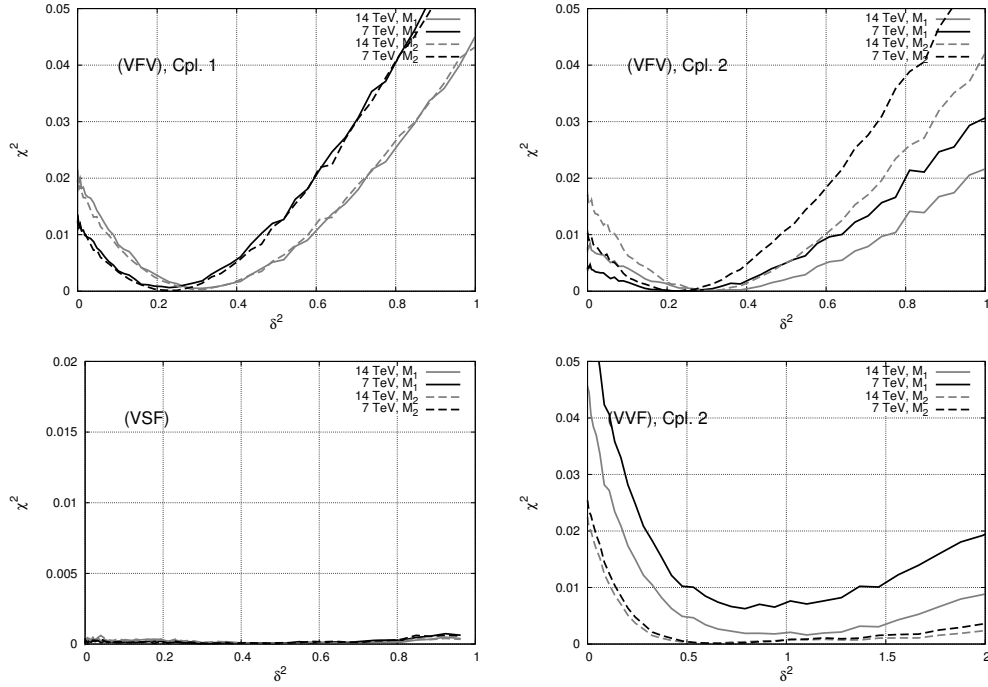 0.05
0.04
0.03
0.02
0.01
0
0
0.2
0.4
0.6
0.8
1
χ²
δ²
(VFV), Cpl. 1
14 TeV, M₁
7 TeV, M₁
14 TeV, M₂
7 TeV, M₂
0.05
0.04
0.03
0.02
0.01
0
0
0.2
0.4
0.6
0.8
1
χ²
δ²
(VFV), Cpl. 2
14 TeV, M₁
7 TeV, M₁
14 TeV, M₂
7 TeV, M₂
0.02
0.015
0.01
0.005
0
0
0.2
0.4
0.6
0.8
1
χ²
δ²
(VSF)
14 TeV, M₁
7 TeV, M₁
14 TeV, M₂
7 TeV, M₂
0.05
0.04
0.03
0.02
0.01
0
0
0.5
1
1.5
2
χ²
δ²
(VVF), Cpl. 2
14 TeV, M₁
7 TeV, M₁
14 TeV, M₂
7 TeV, M₂